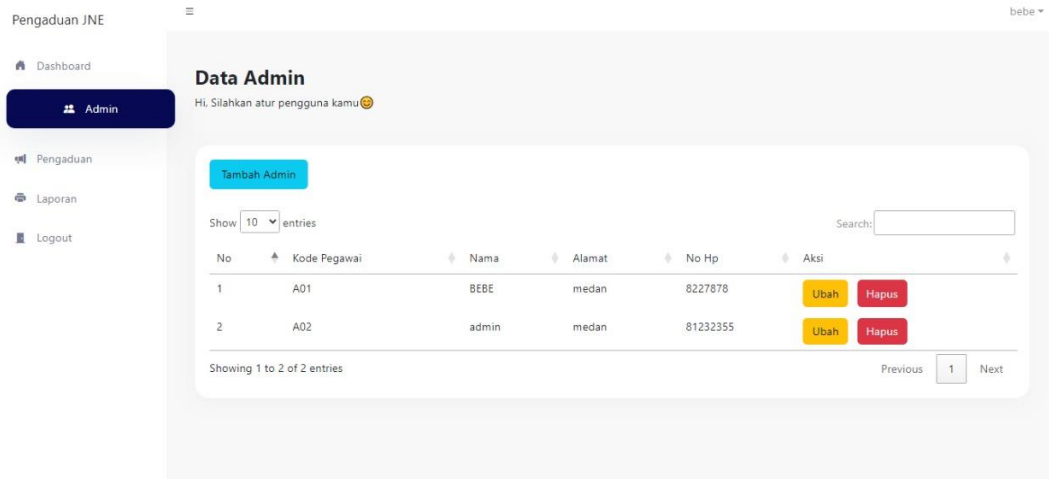 Pengaduan JNE
bebe
Dashboard
Admin
Pengaduan
Laporan
Logout
Data Admin
Hi, Silahkan atur pengguna kamu😊
Tambah Admin
Show 10 entries
Search:
No Kode Pegawai Nama Alamat No Hp Aksi
1 A01 BEBE medan 8227878 Ubah Hapus
2 A02 admin medan 81232355 Ubah Hapus
Showing 1 to 2 of 2 entries
Previous 1 Next